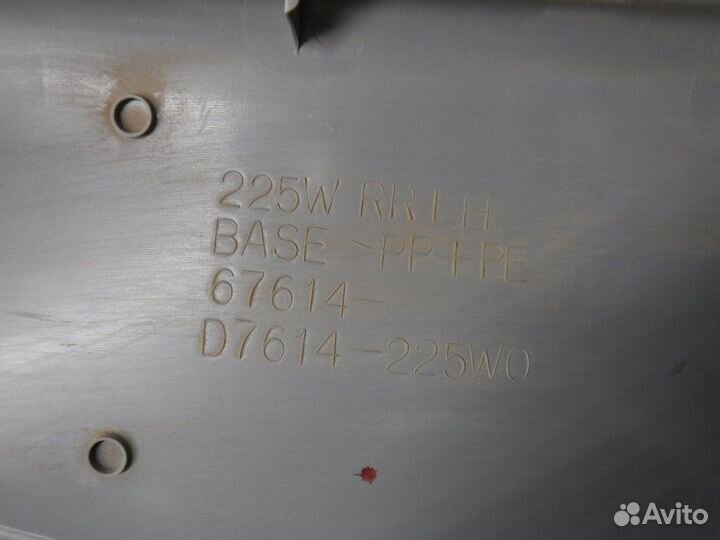 225W RR LH
BASE >PP+PE
67614-
D7614-225W0
Avito